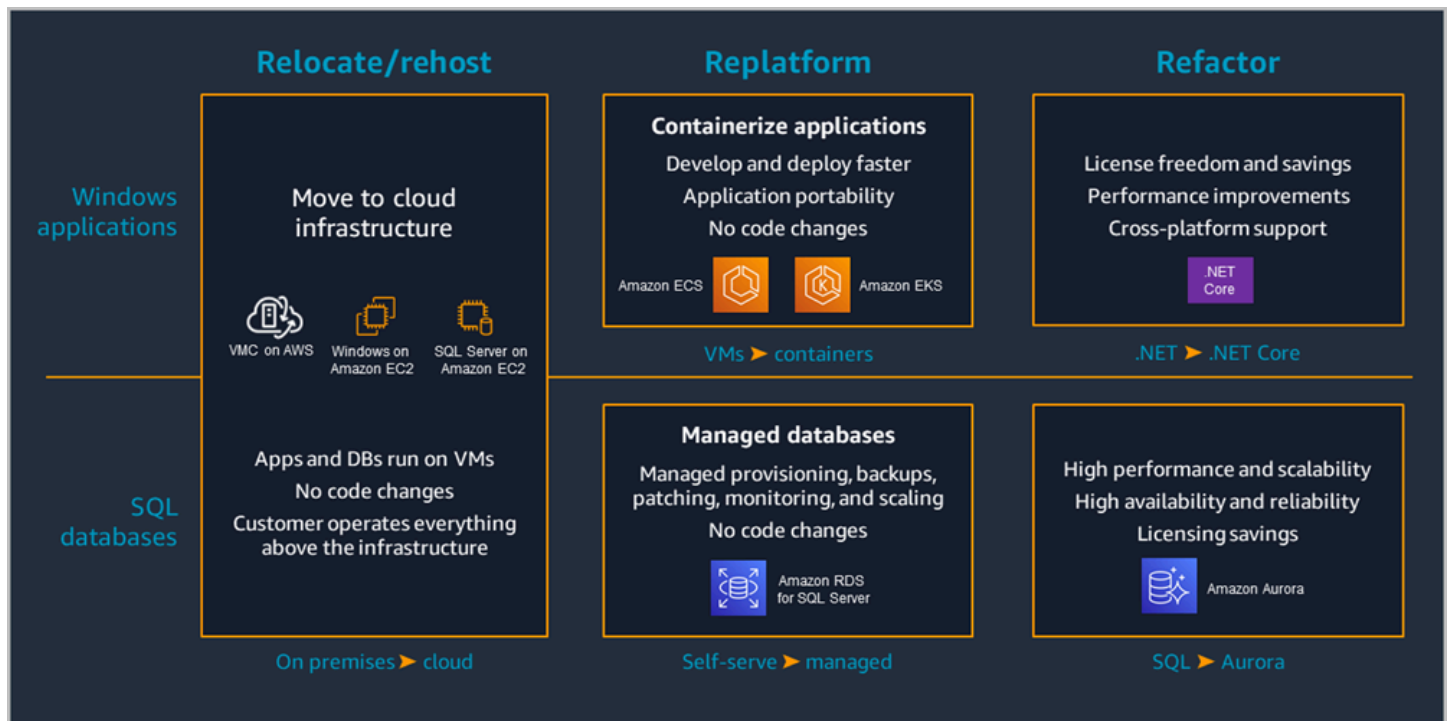 Relocate/rehost
Replatform
Refactor
Windows
applications
Move to cloud
infrastructure
VMC on AWS
Windows on
Amazon EC2
SQL Server on
Amazon EC2
Containerize applications
Develop and deploy faster
Application portability
No code changes
Amazon ECS
K
Amazon EKS
VMs ➤ containers
License freedom and savings
Performance improvements
Cross-platform support
.NET
Core
.NET ➤ .NET Core
SQL
databases
Apps and DBs run on VMs
No code changes
Customer operates everything
above the infrastructure
On premises ➤ cloud
Managed databases
Managed provisioning, backups,
patching, monitoring, and scaling
No code changes
Amazon RDS
for SQL Server
Self-serve ➤ managed
High performance and scalability
High availability and reliability
Licensing savings
Amazon Aurora
SQL ➤ Aurora